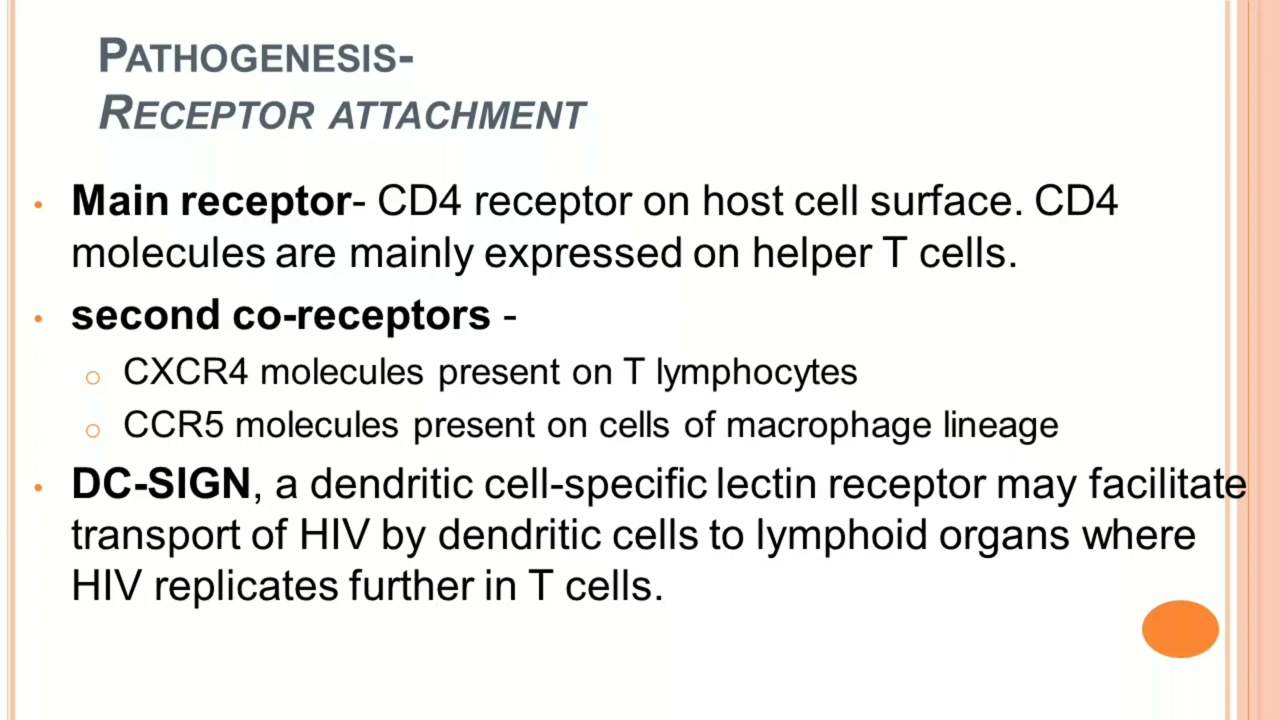 PATHOGENESIS-
RECEPTOR ATTACHMENT
• Main receptor- CD4 receptor on host cell surface. CD4
molecules are mainly expressed on helper T cells.
• second co-receptors -
o CXCR4 molecules present on T lymphocytes
o CCR5 molecules present on cells of macrophage lineage
• DC-SIGN, a dendritic cell-specific lectin receptor may facilitate
transport of HIV by dendritic cells to lymphoid organs where
HIV replicates further in T cells.